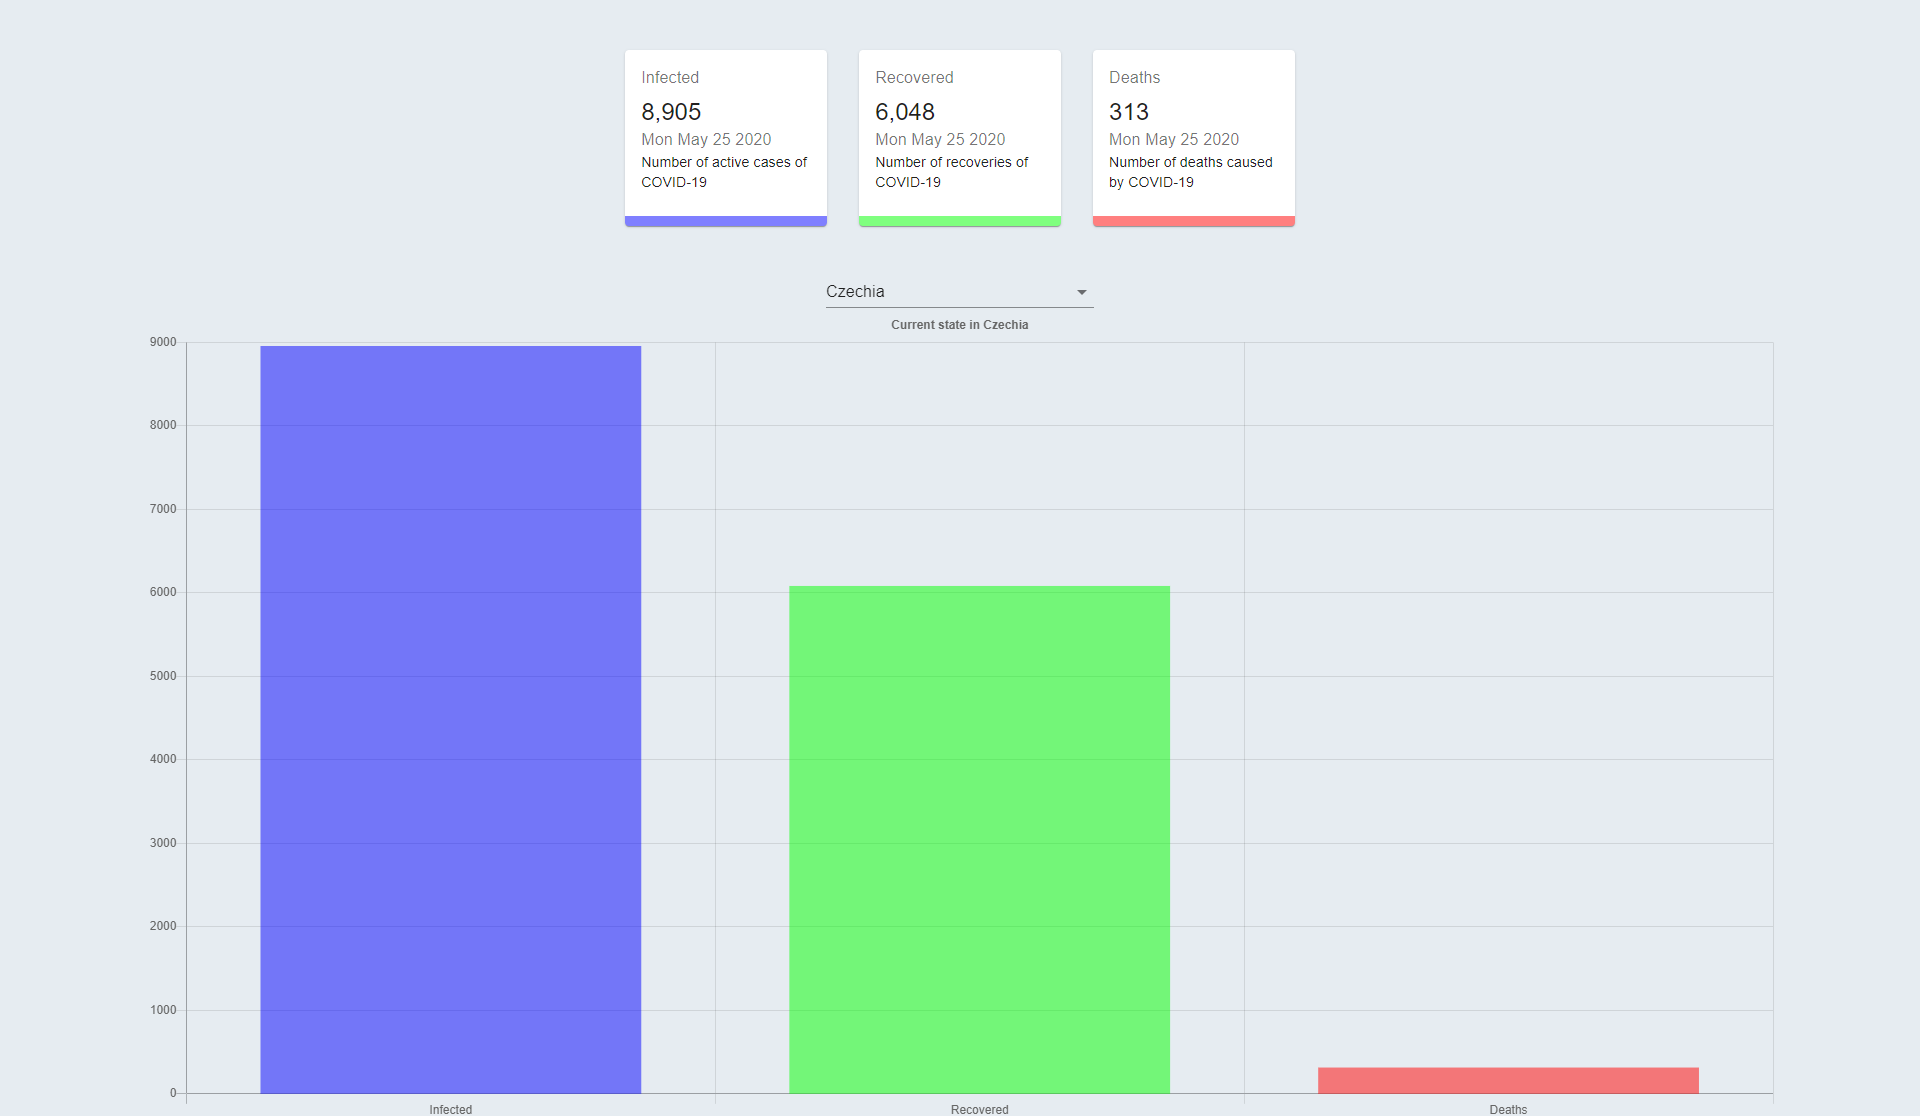 Infected
8,905
Mon May 25 2020
Number of active cases of
COVID-19
Recovered
6,048
Mon May 25 2020
Number of recoveries of
COVID-19
Deaths
313
Mon May 25 2020
Number of deaths caused
by COVID-19
Czechia
Current state in Czechia
9000
8000
7000
6000
5000
4000
3000
2000
1000
0
Infected
Recovered
Deaths